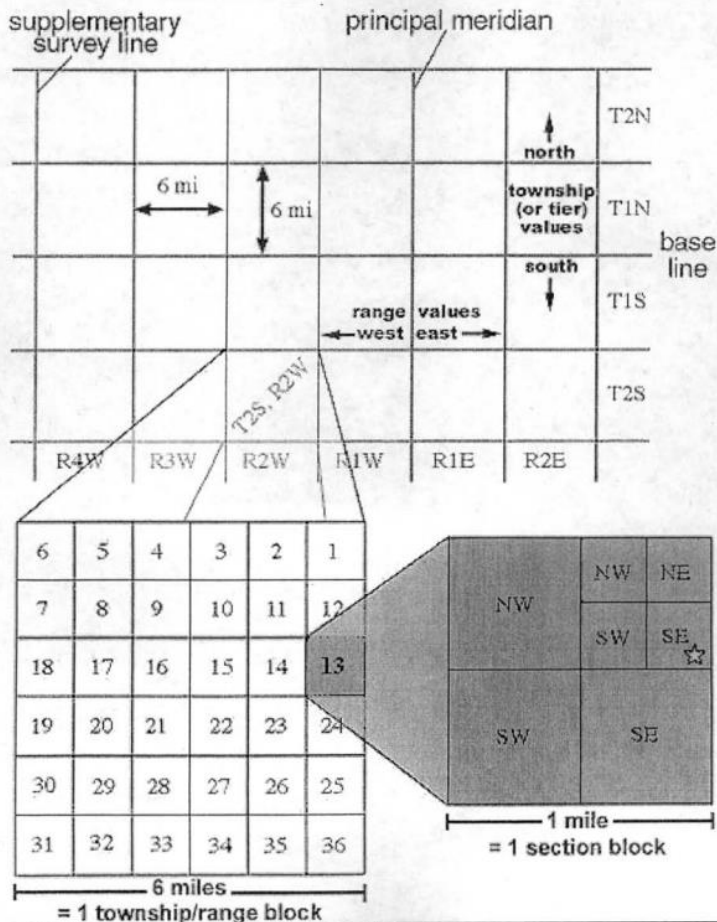 supplementary
survey line
principal meridian
T2N
north
6 mi
6 mi
township
(or tier)
values
T1N
base
line
south
T1S
range values
west east
T2S, R2W
T2S
R4W R3W R2W R1W R1E R2E
6 5 4 3 2 1
7 8 9 10 11 12
18 17 16 15 14 13
19 20 21 22 23 24
30 29 28 27 26 25
31 32 33 34 35 36
6 miles
= 1 township/range block
NW NW NE
SW SE
SW SE
1 mile
= 1 section block